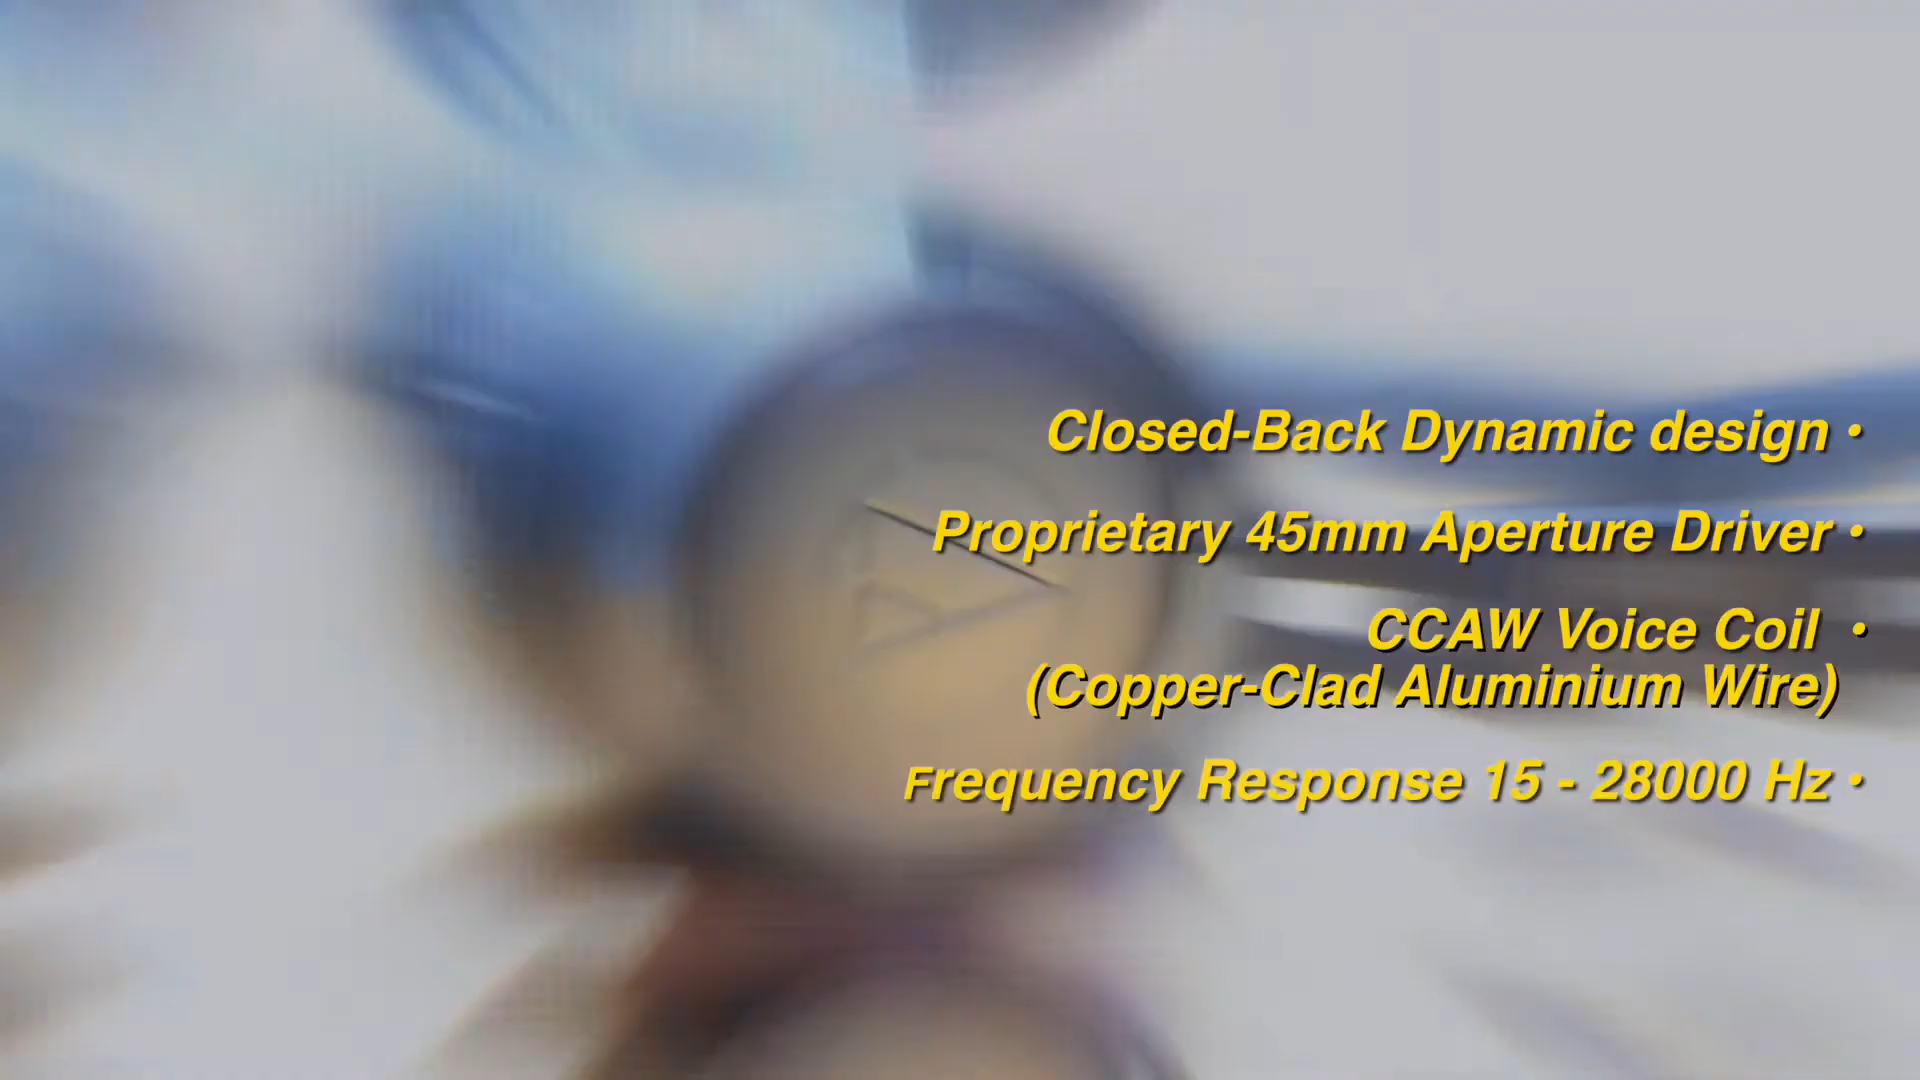 Closed-Back Dynamic design •
Proprietary 45mm Aperture Driver •
CCAW Voice Coil •
(Copper-Clad Aluminium Wire)
Frequency Response 15 - 28000 Hz •